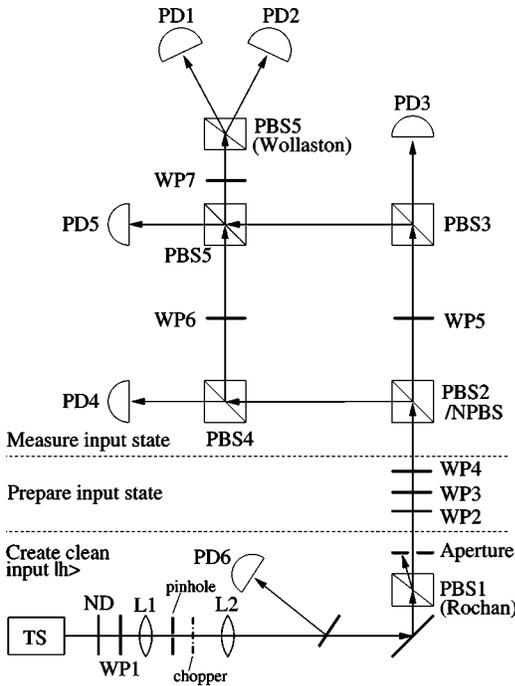 PD1
PD2
PD3
PBS5
(Wollaston)
WP7
PD5
PBS5
PBS3
WP6
WP5
PD4
PBS4
PBS2
/NPBS
Measure input state
WP4
WP3
WP2
Prepare input state
Create clean
input lh>
PD6
Aperture
PBS1
(Rochan)
pinhole
ND
L1
L2
TS
WP1
chopper